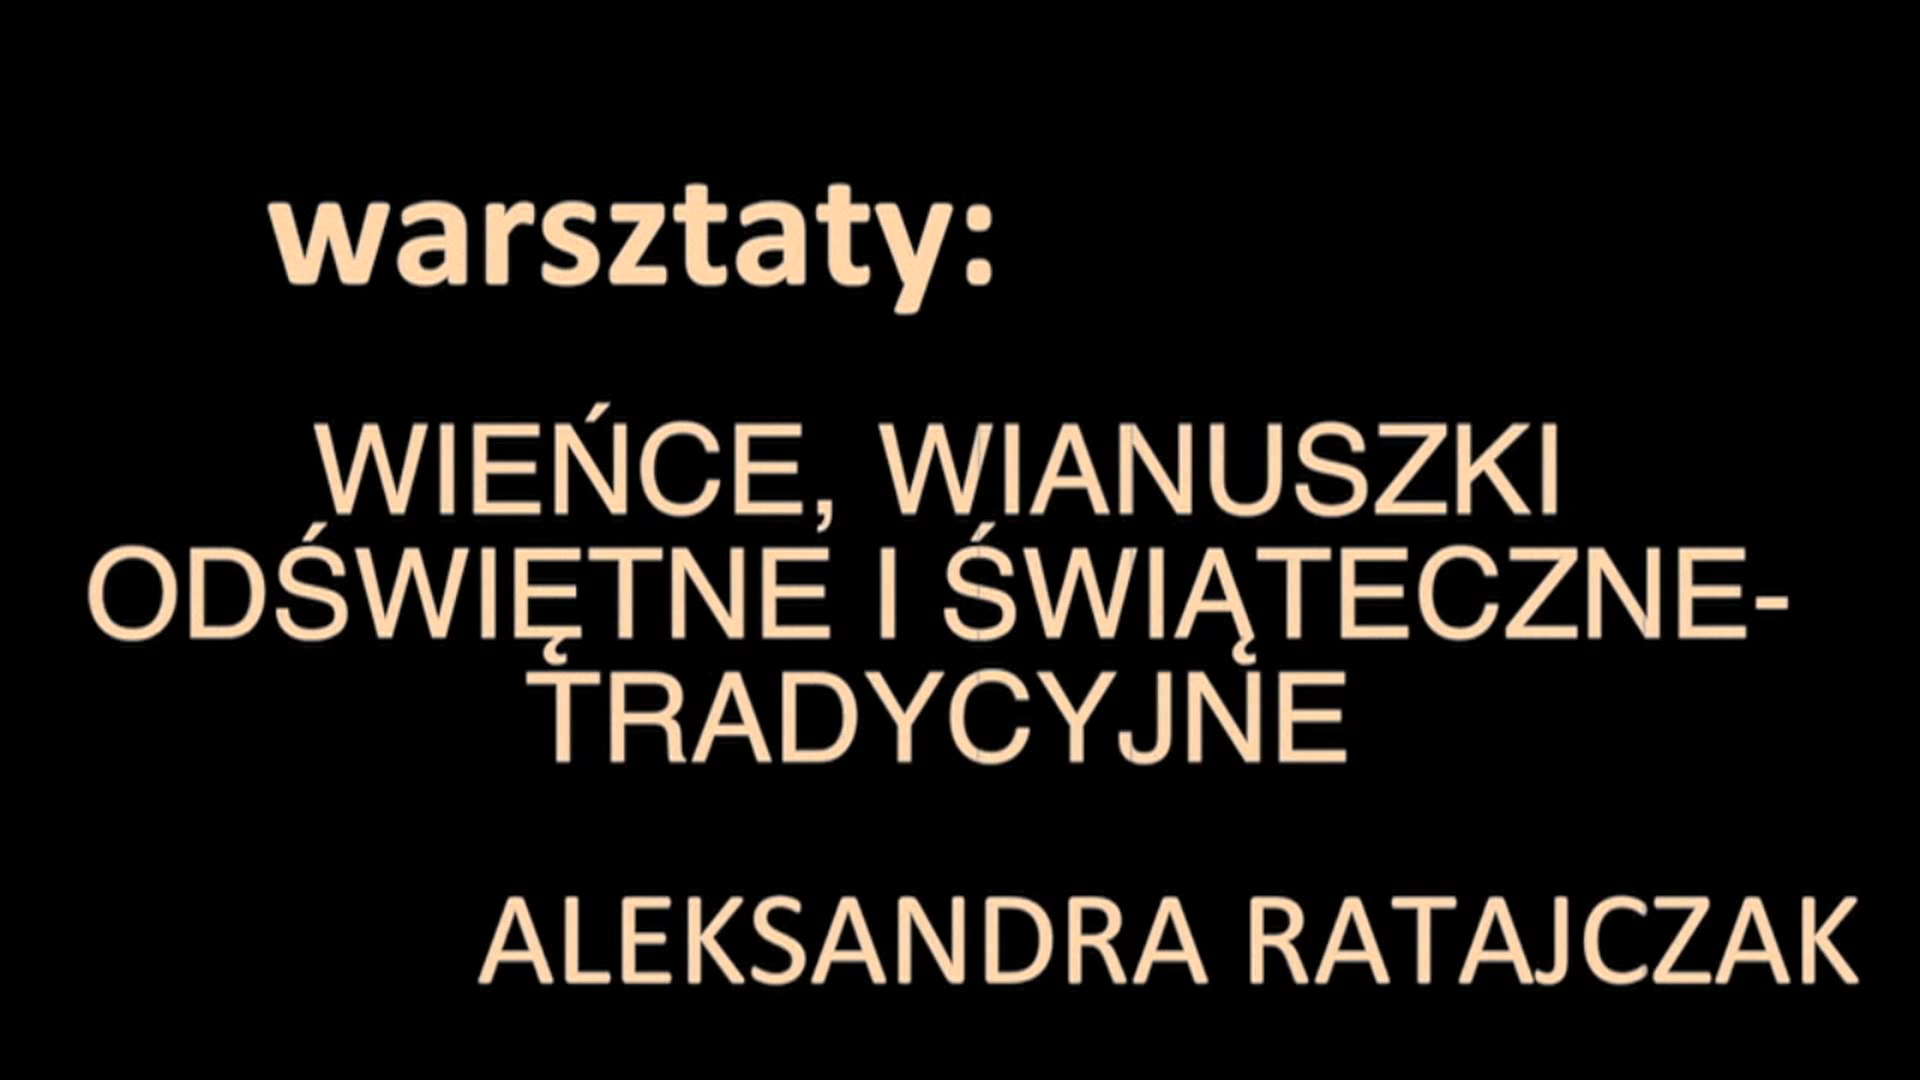 warsztaty:
WIEŃCE, WIANUSZKI
ODŚWIĘTNE I ŚWIĄTECZNE-
TRADYCYJNE
ALEKSANDRA RATAJCZAK